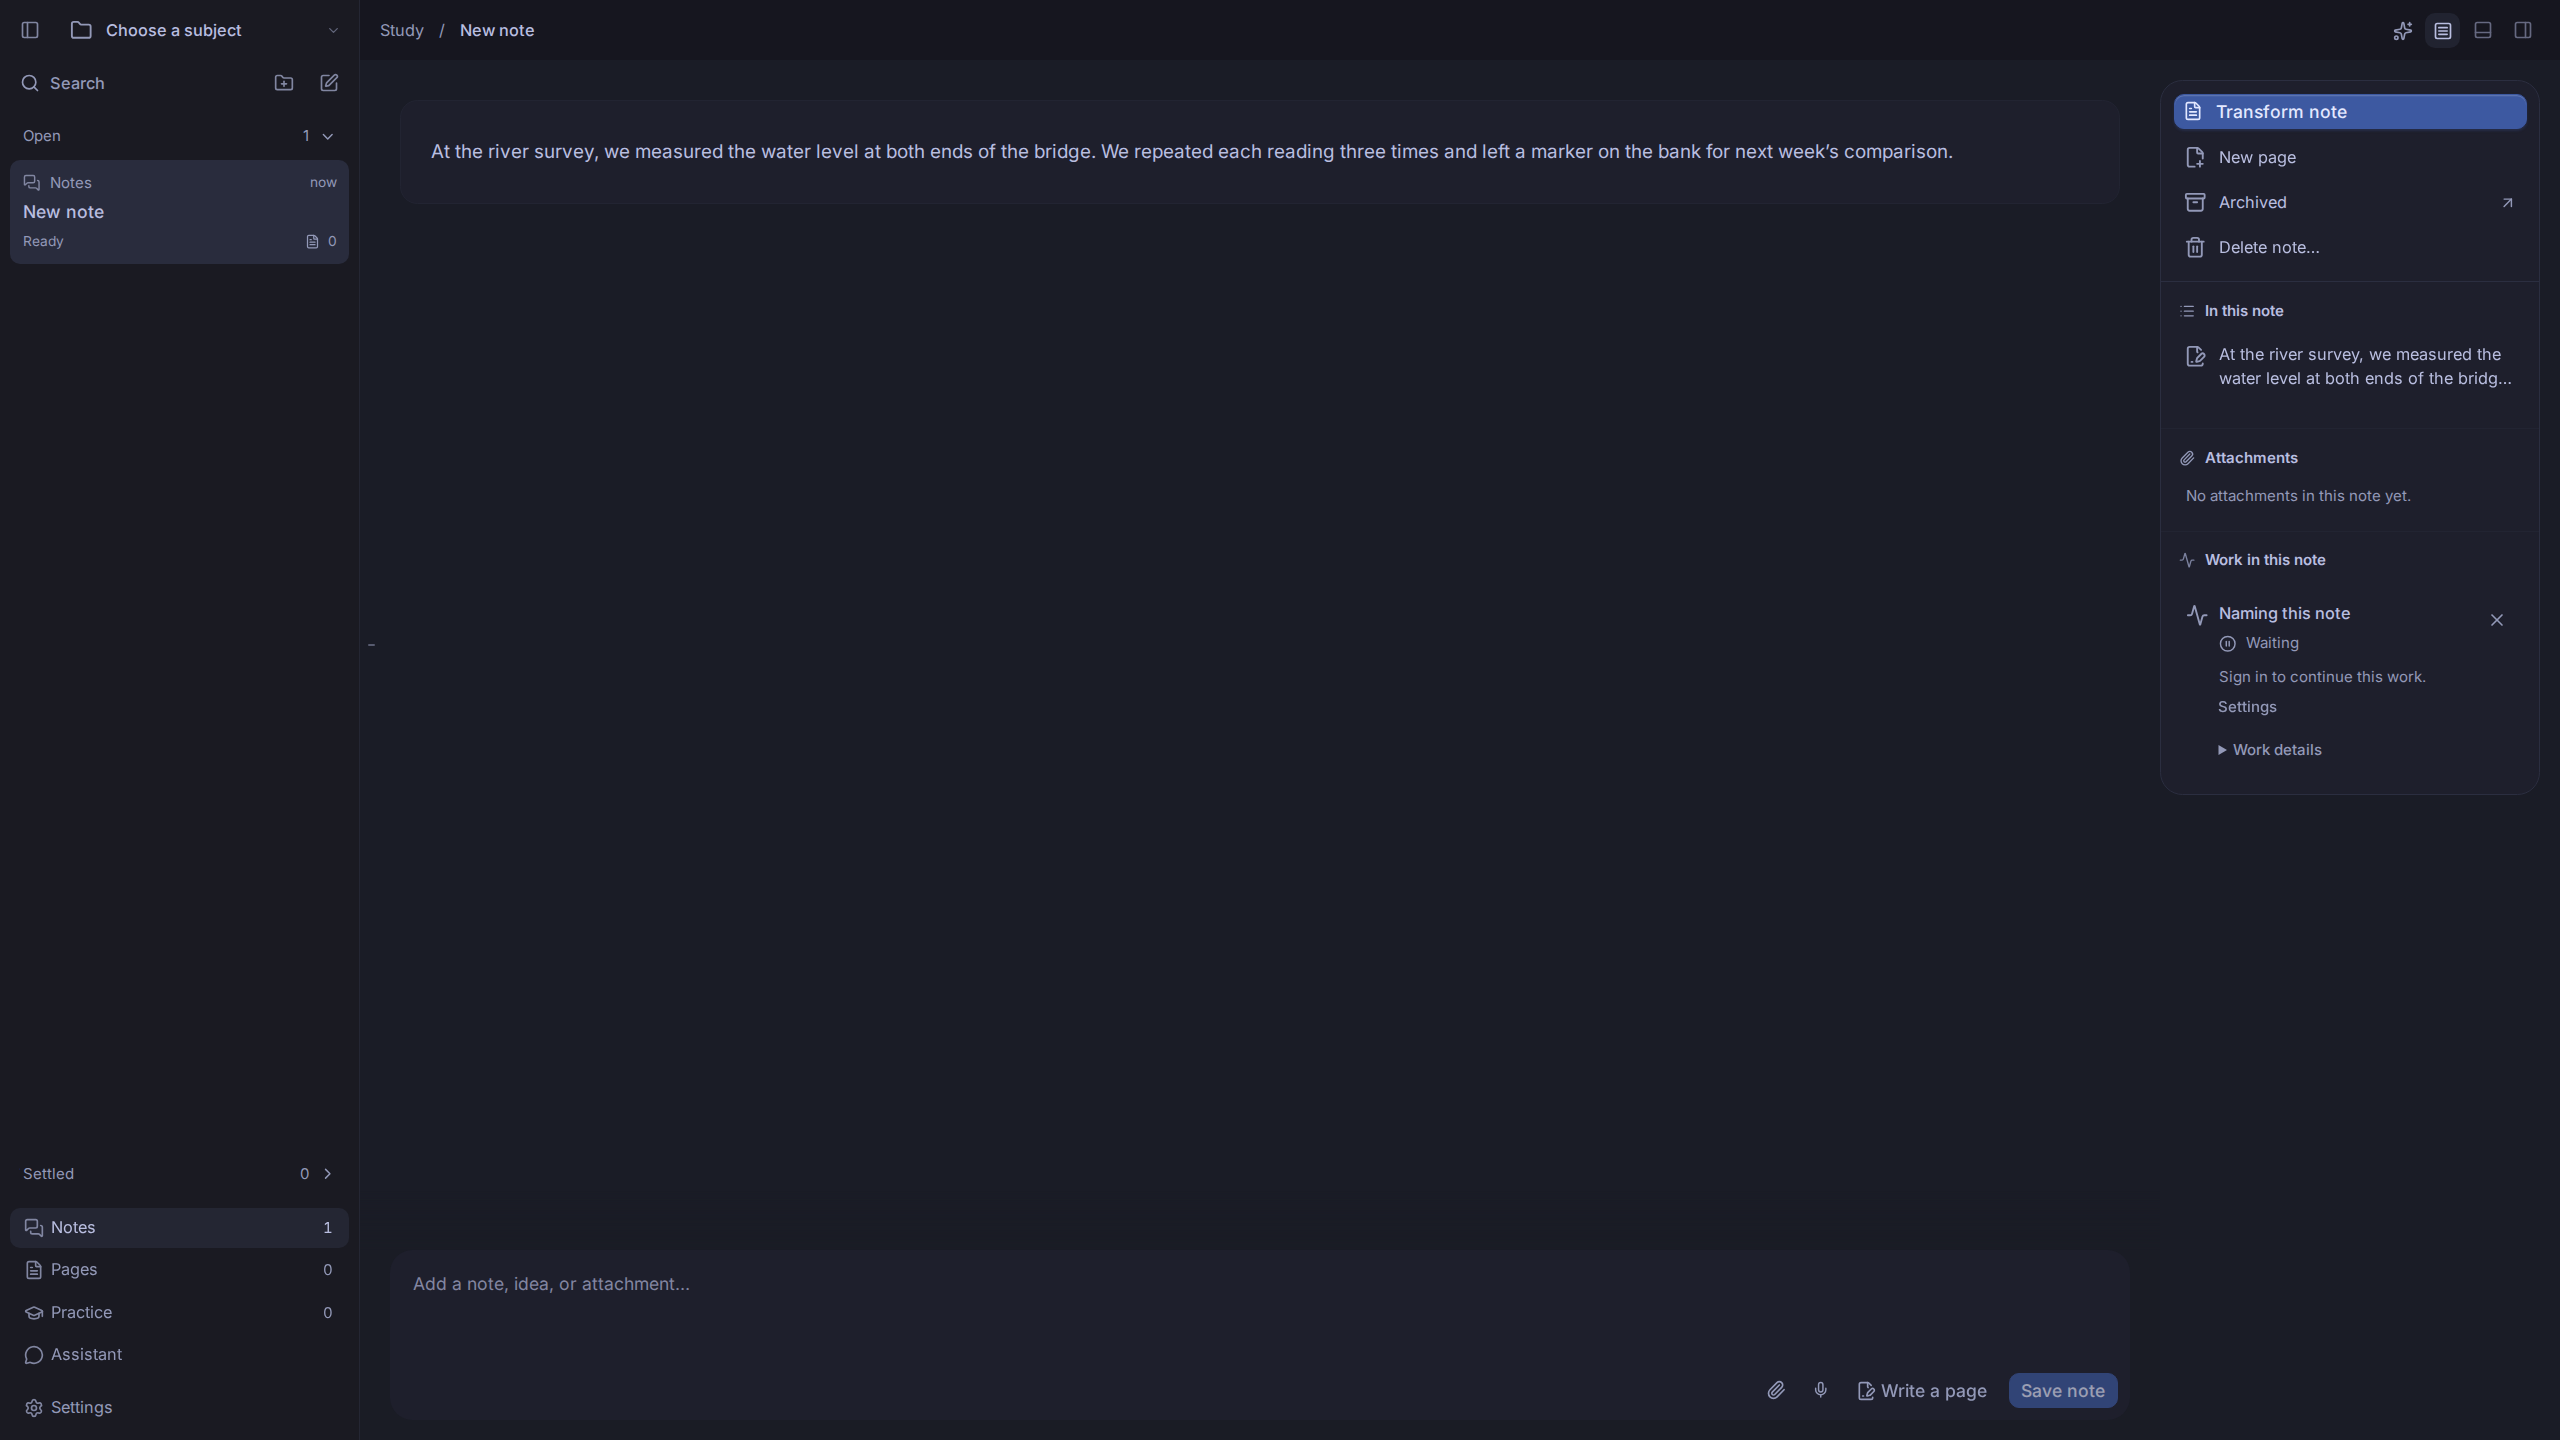 Choose a subject
Search
Open 1
Notes now
New note
Ready 0
Settled 0
Notes 1
Pages 0
Practice 0
Assistant
Settings
Study / New note
At the river survey, we measured the water level at both ends of the bridge. We repeated each reading three times and left a marker on the bank for next week’s comparison.
Add a note, idea, or attachment...
Write a page
Save note
Transform note
New page
Archived
Delete note...
In this note
At the river survey, we measured the
water level at both ends of the bridg...
Attachments
No attachments in this note yet.
Work in this note
Naming this note
Waiting
Sign in to continue this work.
Settings
Work details